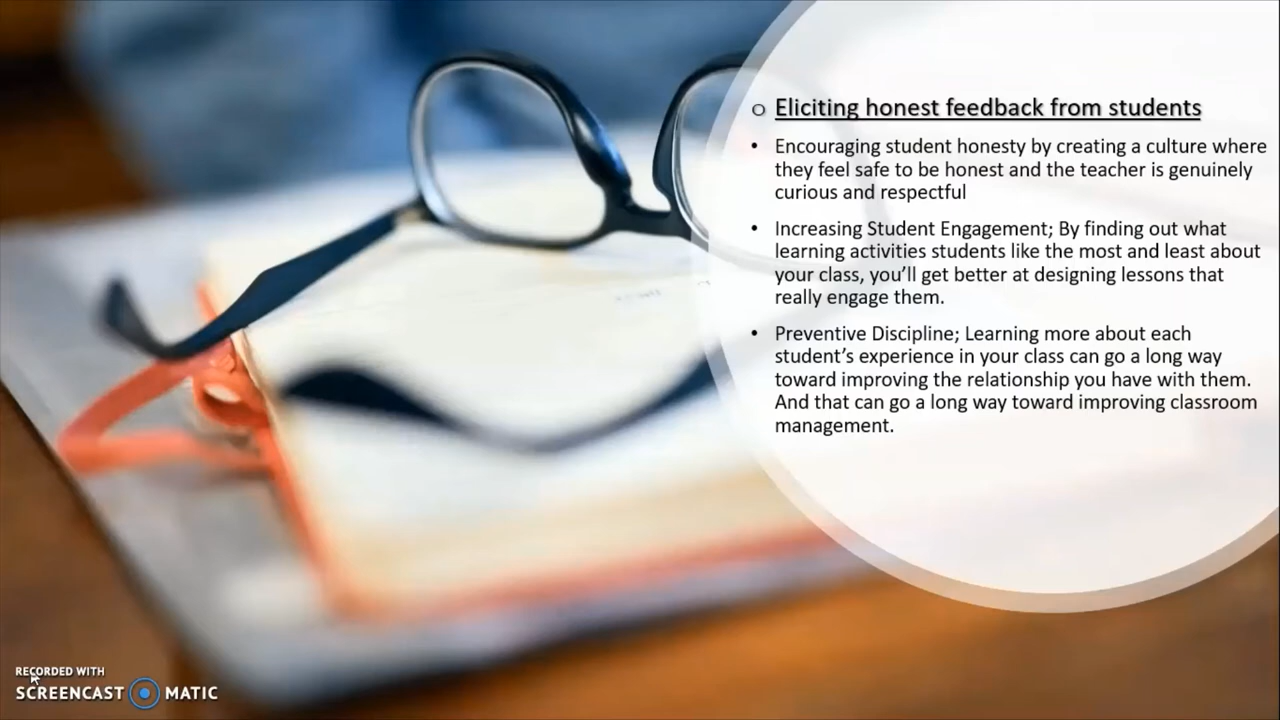 Eliciting honest feedback from students
Encouraging student honesty by creating a culture where
they feel safe to be honest and the teacher is genuinely
curious and respectful
Increasing Student Engagement; By finding out what
learning activities students like the most and least about
your class, you’ll get better at designing lessons that
really engage them.
Preventive Discipline; Learning more about each
student’s experience in your class can go a long way
toward improving the relationship you have with them.
And that can go a long way toward improving classroom
management.
RECORDED WITH
SCREENCAST MATIC